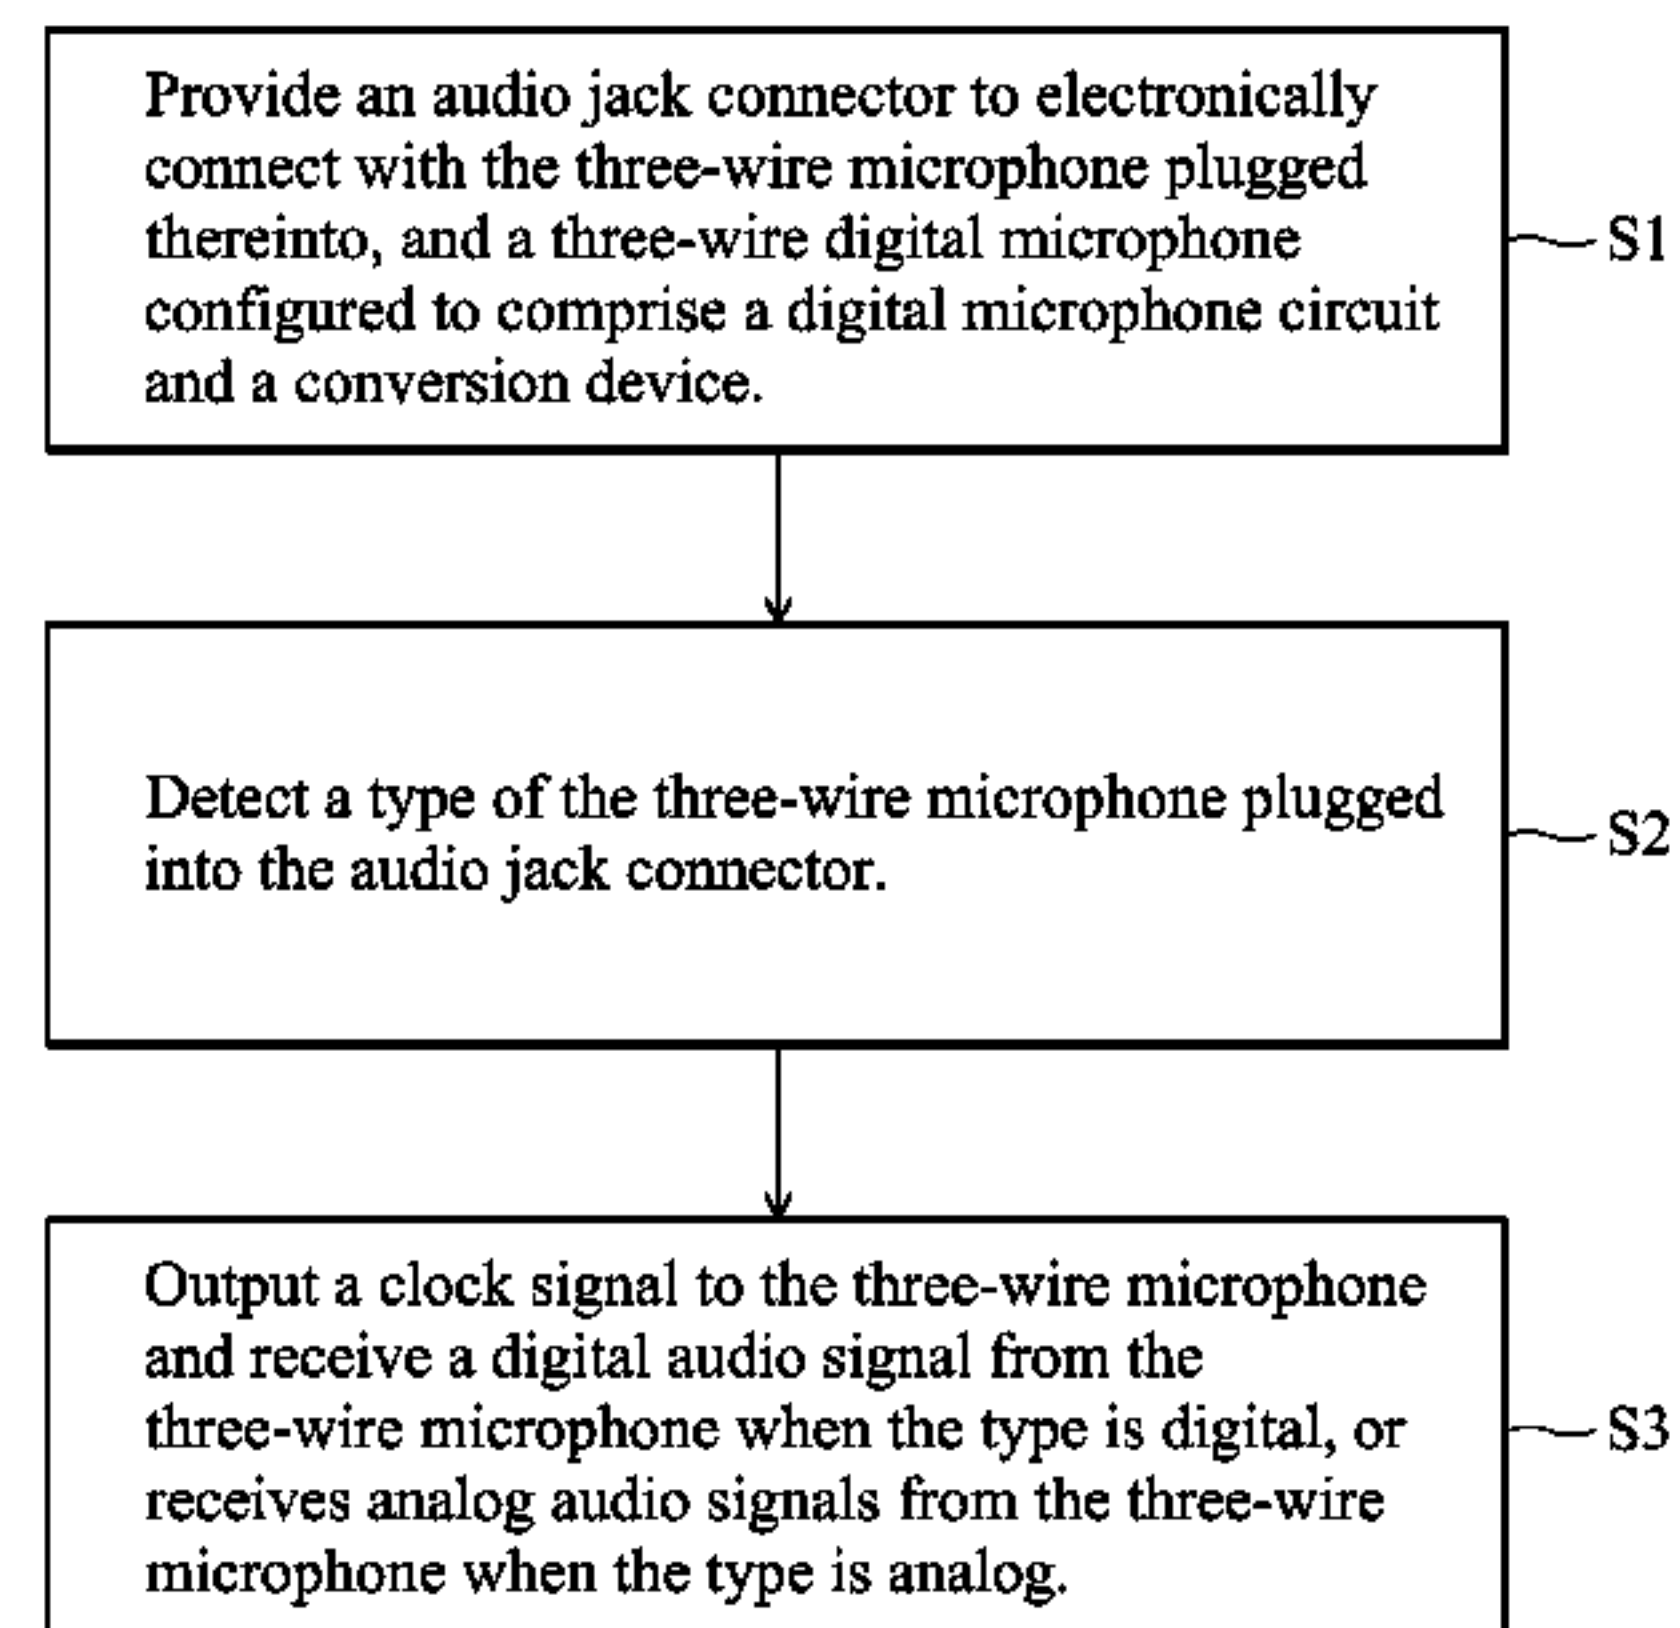 Provide an audio jack connector to electronically
connect with the three-wire microphone plugged
thereinto, and a three-wire digital microphone
configured to comprise a digital microphone circuit
and a conversion device.
S1
Detect a type of the three-wire microphone plugged
into the audio jack connector.
S2
Output a clock signal to the three-wire microphone
and receive a digital audio signal from the
three-wire microphone when the type is digital, or
receives analog audio signals from the three-wire
microphone when the type is analog.
S3